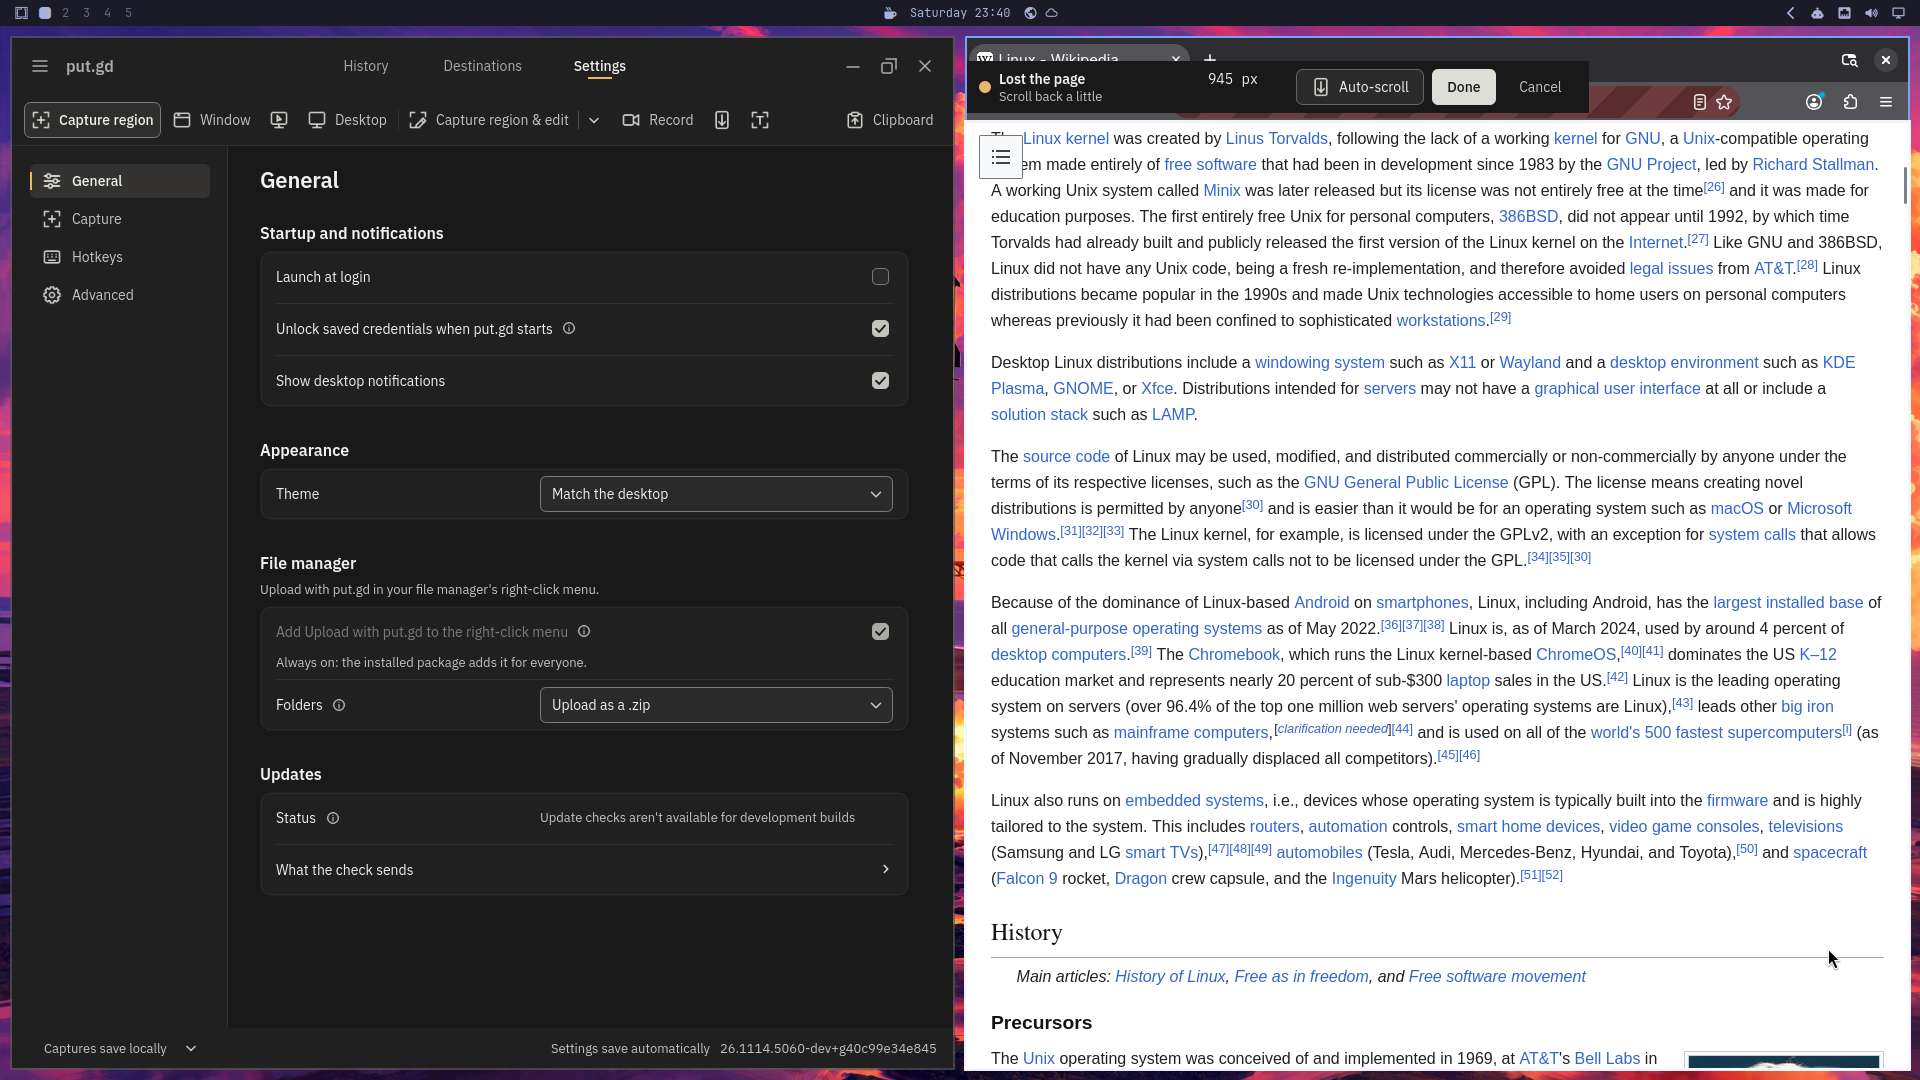 2 3 4 5
Saturday 23:40
put.gd
History
Destinations
Settings
Capture region
Window
Desktop
Capture region & edit
Record
Clipboard
General
Capture
Hotkeys
Advanced
General
Startup and notifications
Launch at login
Unlock saved credentials when put.gd starts
Show desktop notifications
Appearance
Theme
Match the desktop
File manager
Upload with put.gd in your file manager's right-click menu.
Add Upload with put.gd to the right-click menu
Always on: the installed package adds it for everyone.
Folders
Upload as a .zip
Updates
Status
Update checks aren't available for development builds
What the check sends
Captures save locally
Settings save automatically
26.1114.5060-dev+g40c99e34e845
Linux - Wikipedia
Lost the page
Scroll back a little
945 px
Auto-scroll
Done
Cancel
Linux kernel was created by Linus Torvalds, following the lack of a working kernel for GNU, a Unix-compatible operating
em made entirely of free software that had been in development since 1983 by the GNU Project, led by Richard Stallman.
A working Unix system called Minix was later released but its license was not entirely free at the time[26] and it was made for
education purposes. The first entirely free Unix for personal computers, 386BSD, did not appear until 1992, by which time
Torvalds had already built and publicly released the first version of the Linux kernel on the Internet.[27] Like GNU and 386BSD,
Linux did not have any Unix code, being a fresh re-implementation, and therefore avoided legal issues from AT&T.[28] Linux
distributions became popular in the 1990s and made Unix technologies accessible to home users on personal computers
whereas previously it had been confined to sophisticated workstations.[29]
Desktop Linux distributions include a windowing system such as X11 or Wayland and a desktop environment such as KDE
Plasma, GNOME, or Xfce. Distributions intended for servers may not have a graphical user interface at all or include a
solution stack such as LAMP.
The source code of Linux may be used, modified, and distributed commercially or non-commercially by anyone under the
terms of its respective licenses, such as the GNU General Public License (GPL). The license means creating novel
distributions is permitted by anyone[30] and is easier than it would be for an operating system such as macOS or Microsoft
Windows.[31][32][33] The Linux kernel, for example, is licensed under the GPLv2, with an exception for system calls that allows
code that calls the kernel via system calls not to be licensed under the GPL.[34][35][30]
Because of the dominance of Linux-based Android on smartphones, Linux, including Android, has the largest installed base of
all general-purpose operating systems as of May 2022.[36][37][38] Linux is, as of March 2024, used by around 4 percent of
desktop computers.[39] The Chromebook, which runs the Linux kernel-based ChromeOS,[40][41] dominates the US K–12
education market and represents nearly 20 percent of sub-$300 laptop sales in the US.[42] Linux is the leading operating
system on servers (over 96.4% of the top one million web servers' operating systems are Linux),[43] leads other big iron
systems such as mainframe computers,[clarification needed][44] and is used on all of the world's 500 fastest supercomputers[i] (as
of November 2017, having gradually displaced all competitors).[45][46]
Linux also runs on embedded systems, i.e., devices whose operating system is typically built into the firmware and is highly
tailored to the system. This includes routers, automation controls, smart home devices, video game consoles, televisions
(Samsung and LG smart TVs),[47][48][49] automobiles (Tesla, Audi, Mercedes-Benz, Hyundai, and Toyota),[50] and spacecraft
(Falcon 9 rocket, Dragon crew capsule, and the Ingenuity Mars helicopter).[51][52]
History
Main articles: History of Linux, Free as in freedom, and Free software movement
Precursors
The Unix operating system was conceived of and implemented in 1969, at AT&T's Bell Labs in